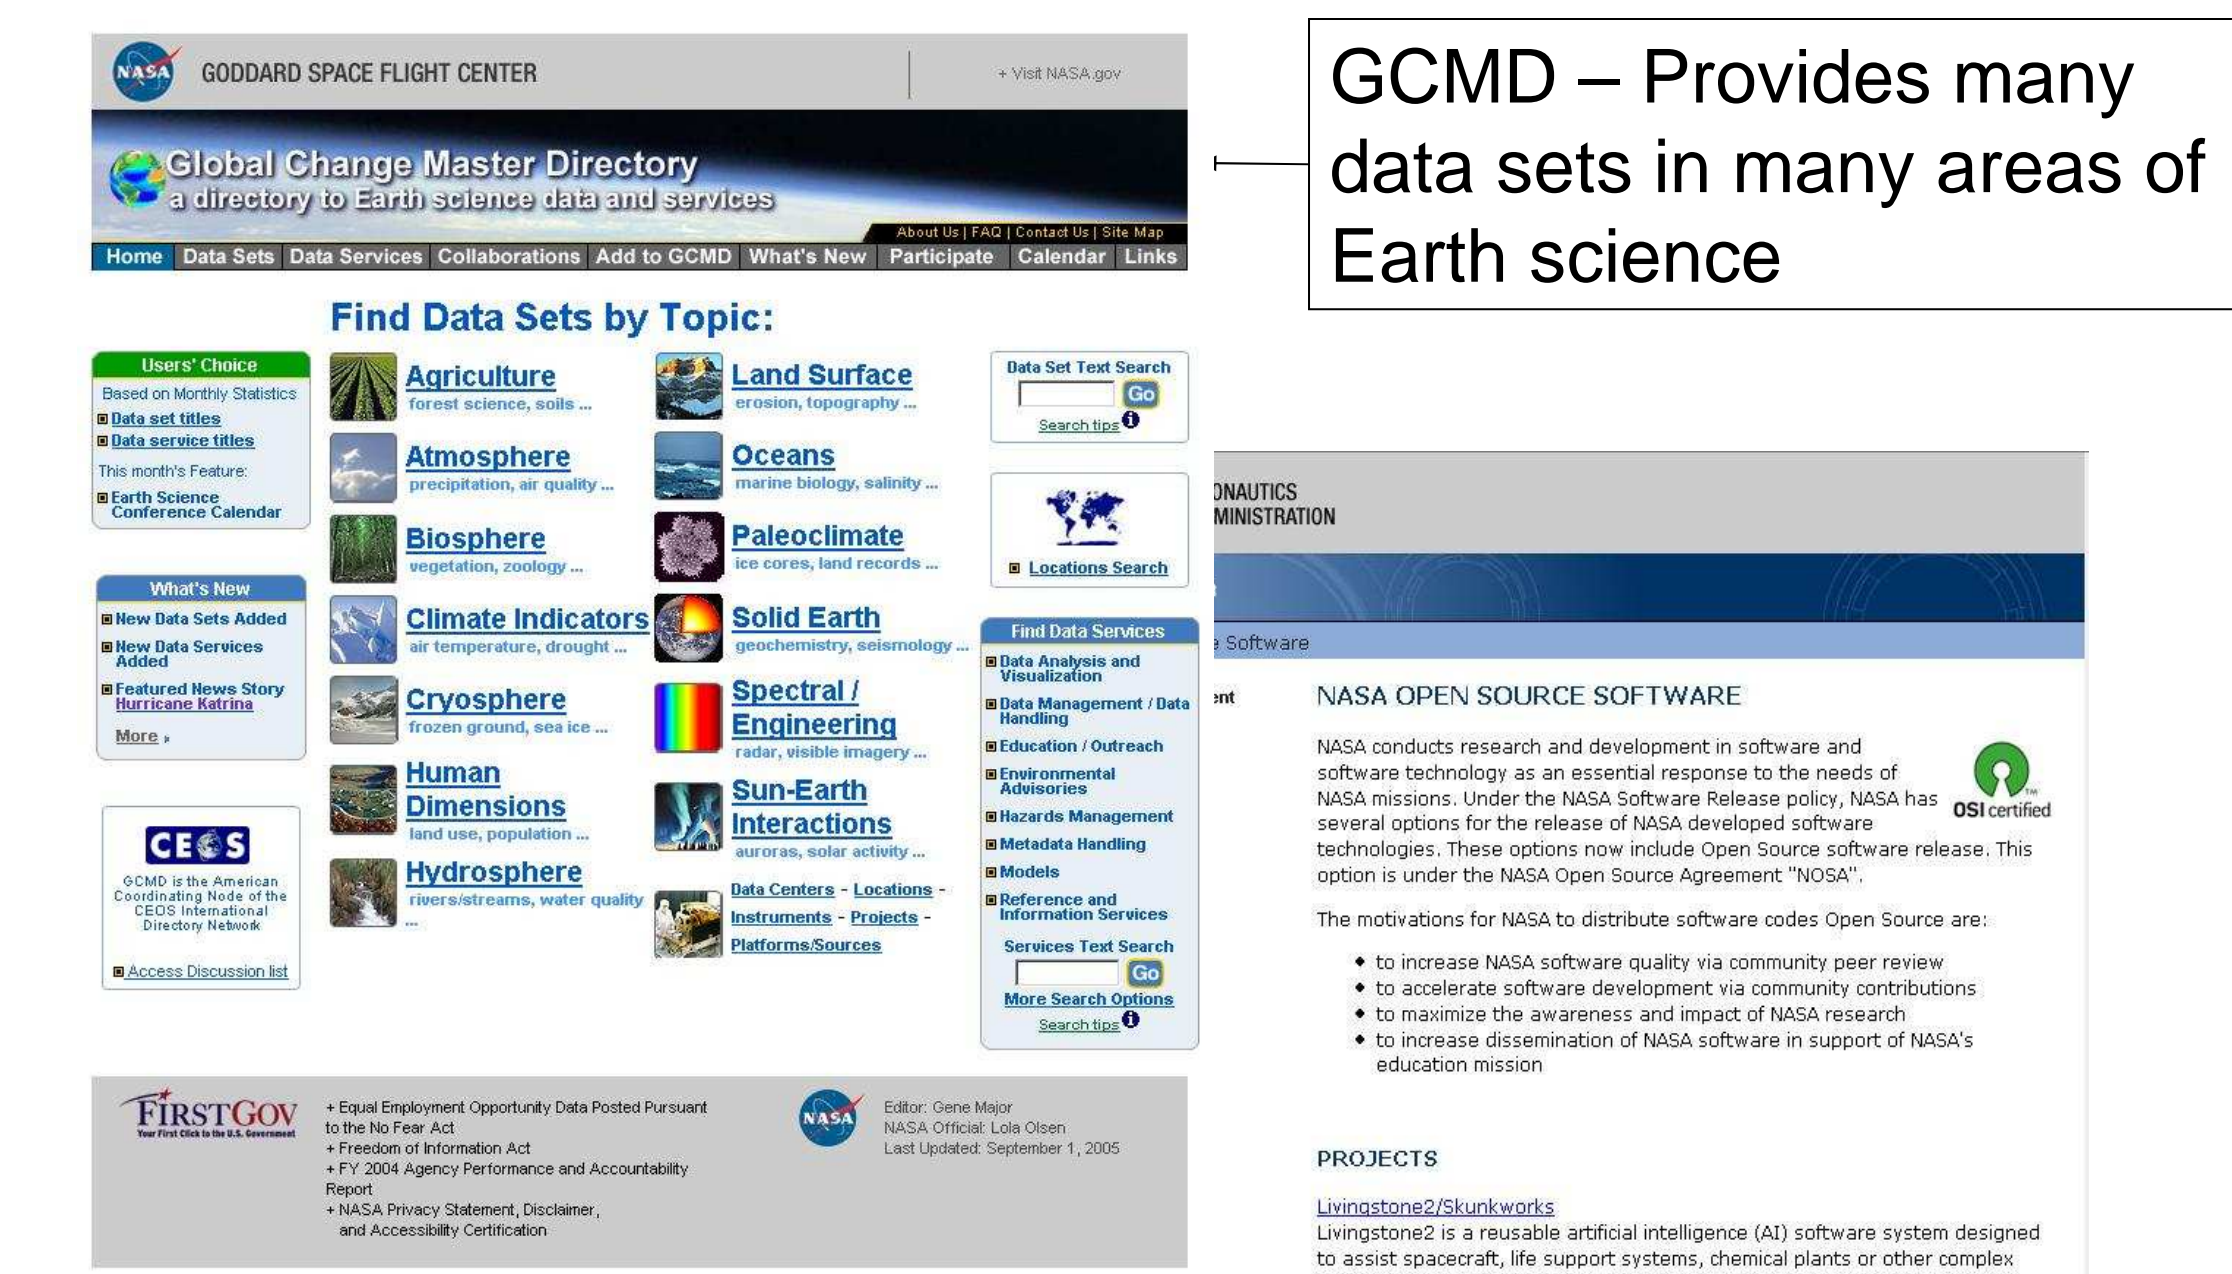 NASA
GODDARD SPACE FLIGHT CENTER
+ Visit NASA.gov
Global Change Master Directory
a directory to Earth science data and services
About Us | FAQ | Contact Us | Site Map
Home Data Sets Data Services Collaborations Add to GCMD What's New Participate Calendar Links
Find Data Sets by Topic:
Users' Choice
Based on Monthly Statistics
Data set titles
Data service titles
This month's Feature:
Earth Science
Conference Calendar
What's New
New Data Sets Added
New Data Services
Added
Featured News Story
Hurricane Katrina
More
CEOS
GCMD is the American
Coordinating Node of the
CEOS International
Directory Network
Access Discussion list
Agriculture
forest science, soils ...
Atmosphere
precipitation, air quality ...
Biosphere
vegetation, zoology ...
Climate Indicators
air temperature, drought ...
Cryosphere
frozen ground, sea ice ...
Human
Dimensions
land use, population ...
Hydrosphere
rivers/streams, water quality
...
Land Surface
erosion, topography ...
Oceans
marine biology, salinity ...
Paleoclimate
ice cores, land records ...
Solid Earth
geochemistry, seismology ...
Spectral /
Engineering
radar, visible imagery ...
Sun-Earth
Interactions
auroras, solar activity ...
Data Centers - Locations -
Instruments - Projects -
Platforms/Sources
Data Set Text Search
Go
Search tips
Locations Search
Find Data Services
Data Analysis and
Visualization
Data Management / Data
Handling
Education / Outreach
Environmental
Advisories
Hazards Management
Metadata Handling
Models
Reference and
Information Services
Services Text Search
Go
More Search Options
Search tips
FIRSTGOV
Your First Click to the U.S. Government
+ Equal Employment Opportunity Data Posted Pursuant
to the No Fear Act
+ Freedom of Information Act
+ FY 2004 Agency Performance and Accountability
Report
+ NASA Privacy Statement, Disclaimer,
and Accessibility Certification
NASA
Editor: Gene Major
NASA Official: Lola Olsen
Last Updated: September 1, 2005
GCMD – Provides many
data sets in many areas of
Earth science
ONAUTICS
MINISTRATION
e Software
ent
NASA OPEN SOURCE SOFTWARE
NASA conducts research and development in software and
software technology as an essential response to the needs of
NASA missions. Under the NASA Software Release policy, NASA has
several options for the release of NASA developed software
technologies. These options now include Open Source software release. This
option is under the NASA Open Source Agreement "NOSA".
TM
OSI certified
The motivations for NASA to distribute software codes Open Source are:
to increase NASA software quality via community peer review
to accelerate software development via community contributions
to maximize the awareness and impact of NASA research
to increase dissemination of NASA software in support of NASA's
education mission
PROJECTS
Livingstone2/Skunkworks
Livingstone2 is a reusable artificial intelligence (AI) software system designed
to assist spacecraft, life support systems, chemical plants or other complex